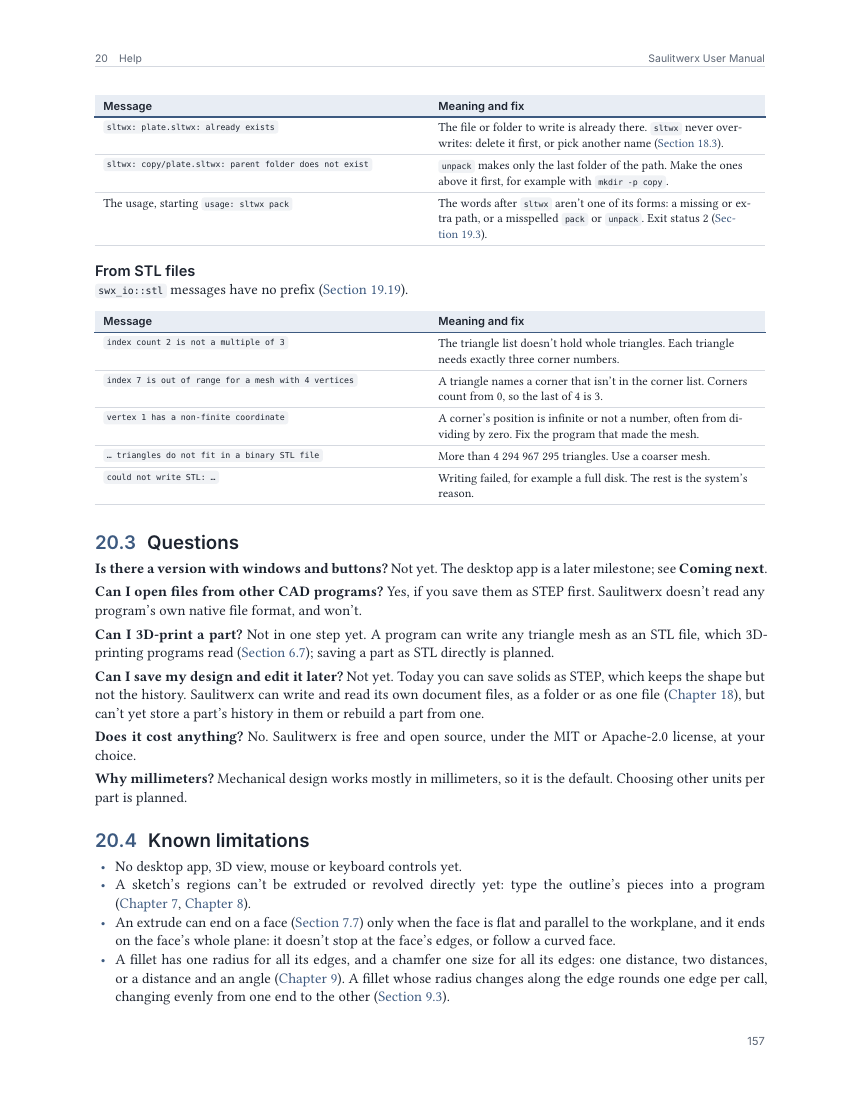 20 Help
Saulitwerx User Manual
Message
Meaning and fix
sltwx: plate.sltwx: already exists
The file or folder to write is already there. sltwx never over-
writes: delete it first, or pick another name (Section 18.3).
sltwx: copy/plate.sltwx: parent folder does not exist
unpack makes only the last folder of the path. Make the ones
above it first, for example with mkdir -p copy.
The usage, starting usage: sltwx pack
The words after sltwx aren't one of its forms: a missing or ex-
tra path, or a misspelled pack or unpack. Exit status 2 (Sec-
tion 19.3).
From STL files
swx_io::stl messages have no prefix (Section 19.19).
Message
Meaning and fix
index count 2 is not a multiple of 3
The triangle list doesn't hold whole triangles. Each triangle
needs exactly three corner numbers.
index 7 is out of range for a mesh with 4 vertices
A triangle names a corner that isn't in the corner list. Corners
count from 0, so the last of 4 is 3.
vertex 1 has a non-finite coordinate
A corner's position is infinite or not a number, often from di-
viding by zero. Fix the program that made the mesh.
… triangles do not fit in a binary STL file
More than 4 294 967 295 triangles. Use a coarser mesh.
could not write STL: …
Writing failed, for example a full disk. The rest is the system's
reason.
20.3 Questions
Is there a version with windows and buttons? Not yet. The desktop app is a later milestone; see Coming next.
Can I open files from other CAD programs? Yes, if you save them as STEP first. Saulitwerx doesn't read any
program's own native file format, and won't.
Can I 3D-print a part? Not in one step yet. A program can write any triangle mesh as an STL file, which 3D-
printing programs read (Section 6.7); saving a part as STL directly is planned.
Can I save my design and edit it later? Not yet. Today you can save solids as STEP, which keeps the shape but
not the history. Saulitwerx can write and read its own document files, as a folder or as one file (Chapter 18), but
can't yet store a part's history in them or rebuild a part from one.
Does it cost anything? No. Saulitwerx is free and open source, under the MIT or Apache-2.0 license, at your
choice.
Why millimeters? Mechanical design works mostly in millimeters, so it is the default. Choosing other units per
part is planned.
20.4 Known limitations
• No desktop app, 3D view, mouse or keyboard controls yet.
• A sketch's regions can't be extruded or revolved directly yet: type the outline's pieces into a program
(Chapter 7, Chapter 8).
• An extrude can end on a face (Section 7.7) only when the face is flat and parallel to the workplane, and it ends
on the face's whole plane: it doesn't stop at the face's edges, or follow a curved face.
• A fillet has one radius for all its edges, and a chamfer one size for all its edges: one distance, two distances,
or a distance and an angle (Chapter 9). A fillet whose radius changes along the edge rounds one edge per call,
changing evenly from one end to the other (Section 9.3).
157